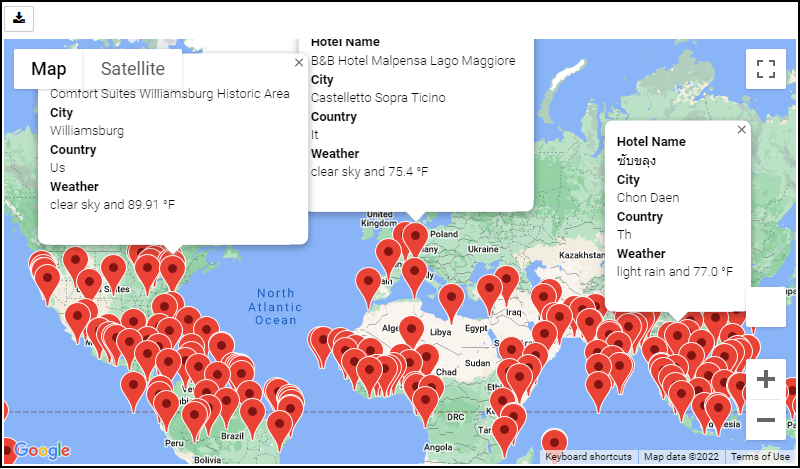 Map
Satellite
Comfort Suites Williamsburg Historic Area
City
Williamsburg
Country
Us
Weather
clear sky and 89.91 °F
Hotel Name
B&B Hotel Malpensa Lago Maggiore
City
Castelletto Sopra Ticino
Country
It
Weather
clear sky and 75.4 °F
Hotel Name
ซับขลุง
City
Chon Daen
Country
Th
Weather
light rain and 77.0 °F
United
Kingdom
Poland
Ukraine
Kazakhstan
North
Atlantic
Ocean
Iraq
Libya
Egypt
Chad
Sudan
DRC
Angola
Brazil
Peru
Bolivia
Google
Keyboard shortcuts
Map data ©2022
Terms of Use